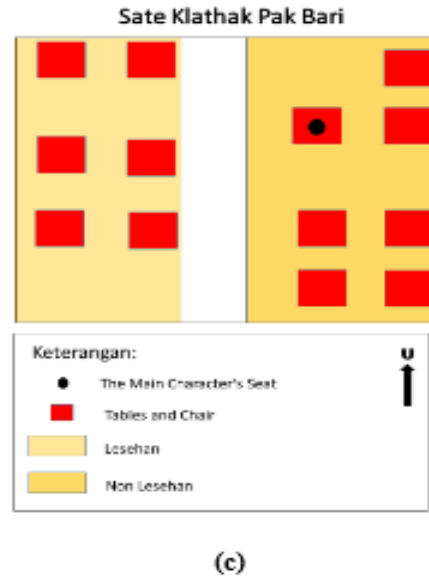 Sate Klathak Pak Bari
Keterangan:
U
The Main Character's Seat
Tables and Chair
Lesehan
Non Lesehan
(c)